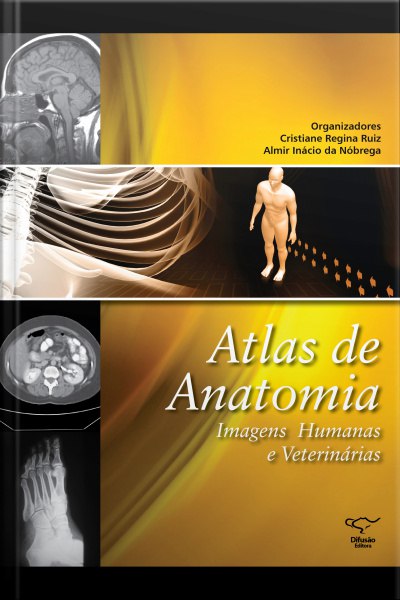 Organizadores
Cristiane Regina Ruiz
Almir Inácio da Nóbrega
Atlas de
Anatomia
Imagens Humanas
e Veterinárias
Difusão
Editora